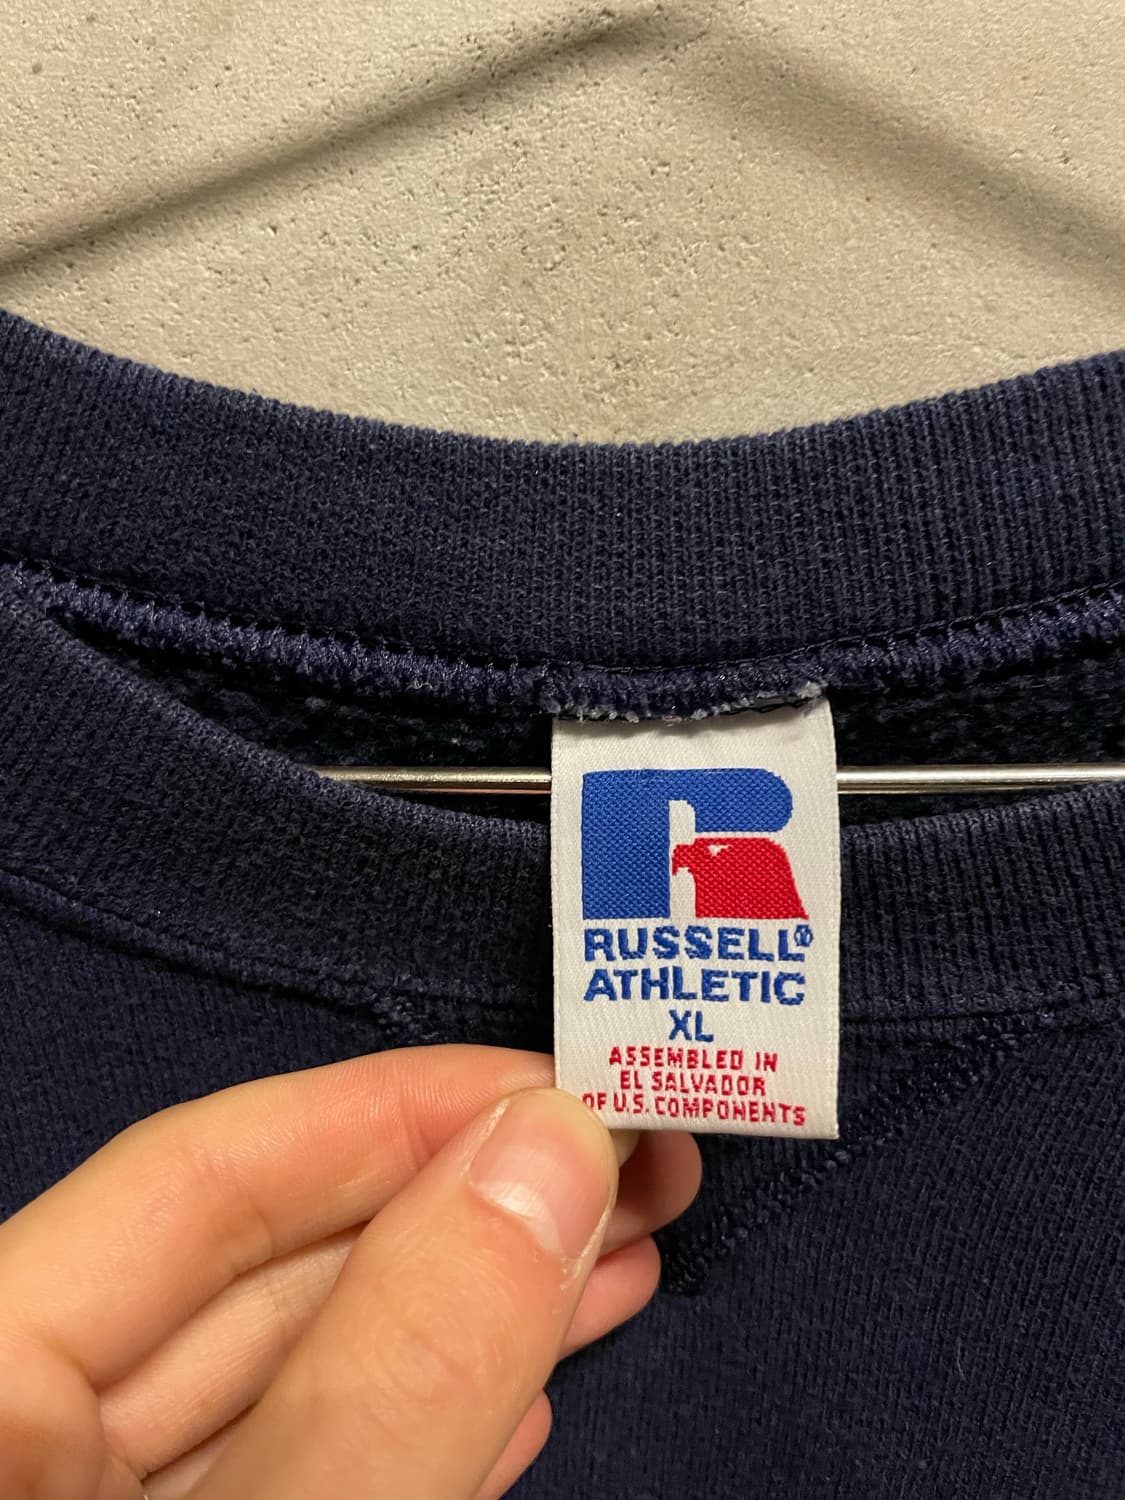 RUSSELL®
ATHLETIC
XL
ASSEMBLED IN
EL SALVADOR
OF U.S. COMPONENTS